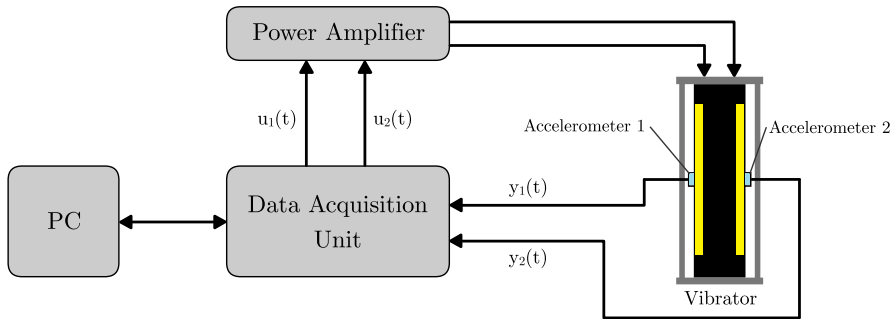 Power Amplifier
u₁(t)
u₂(t)
Accelerometer 1
Accelerometer 2
PC
Data Acquisition
Unit
y₁(t)
y₂(t)
Vibrator